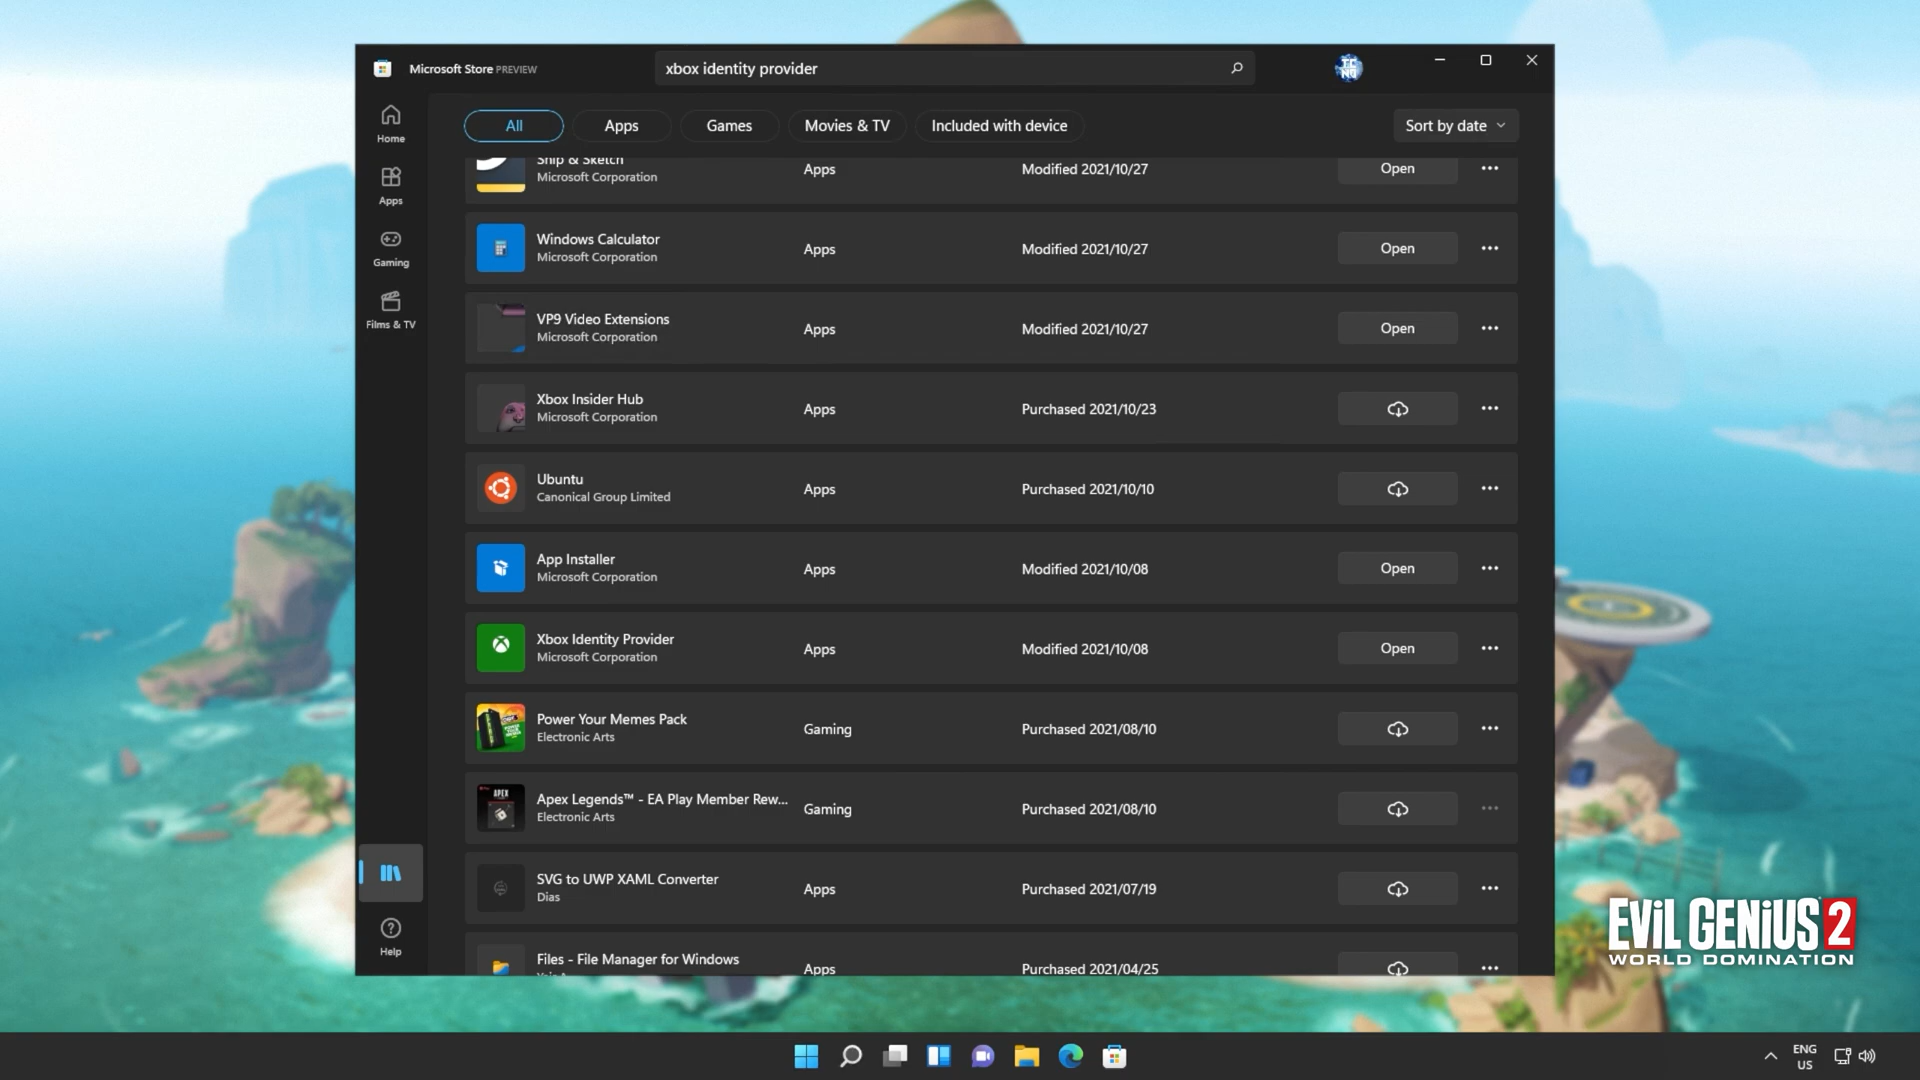 Microsoft Store PREVIEW
xbox identity provider
TC
NO
Home
Apps
Gaming
Films & TV
Help
All
Apps
Games
Movies & TV
Included with device
Sort by date
Snip & Sketch
Microsoft Corporation
Apps
Modified 2021/10/27
Open
Windows Calculator
Microsoft Corporation
Apps
Modified 2021/10/27
Open
VP9 Video Extensions
Microsoft Corporation
Apps
Modified 2021/10/27
Open
Xbox Insider Hub
Microsoft Corporation
Apps
Purchased 2021/10/23
Ubuntu
Canonical Group Limited
Apps
Purchased 2021/10/10
App Installer
Microsoft Corporation
Apps
Modified 2021/10/08
Open
Xbox Identity Provider
Microsoft Corporation
Apps
Modified 2021/10/08
Open
Power Your Memes Pack
Electronic Arts
Gaming
Purchased 2021/08/10
APEX
Apex Legends™ - EA Play Member Rew...
Electronic Arts
Gaming
Purchased 2021/08/10
SVG to UWP XAML Converter
Dias
Apps
Purchased 2021/07/19
Files - File Manager for Windows
Apps
Purchased 2021/04/25
EViL GENiUS 2
WORLD DOMINATION
ENG
US